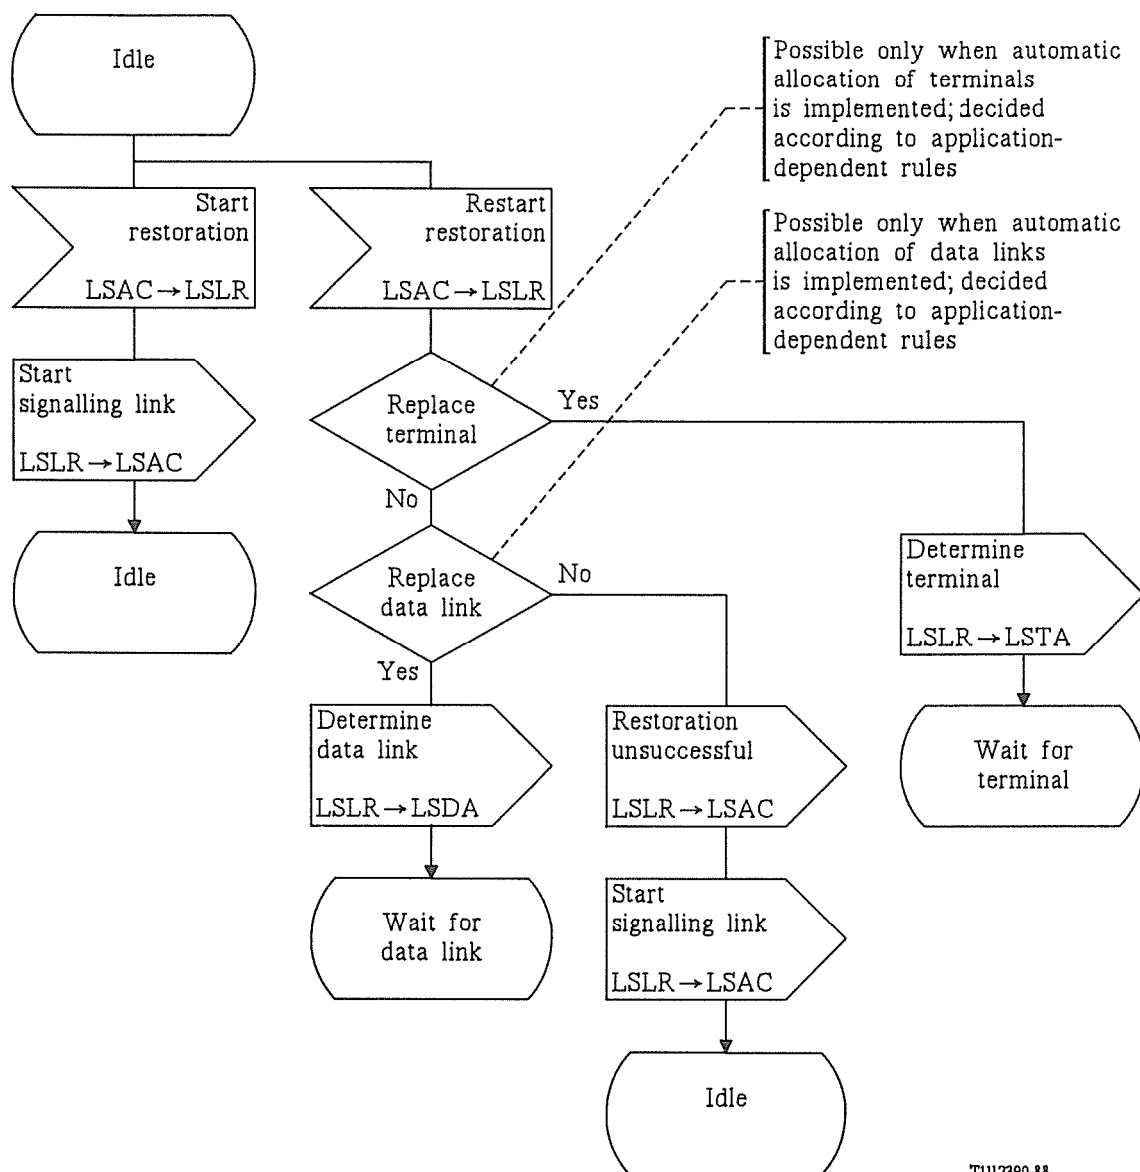 Idle
Possible only when automatic
allocation of terminals
is implemented; decided
according to application-
dependent rules
Start
restoration
LSAC → LSLR
Restart
restoration
LSAC → LSLR
Possible only when automatic
allocation of data links
is implemented; decided
according to application-
dependent rules
Start
signalling link
LSLR → LSAC
Replace
terminal
Yes
No
Idle
Replace
data link
No
Yes
Determine
terminal
LSLR → LSTA
Determine
data link
LSLR → LSDA
Restoration
unsuccessful
LSLR → LSAC
Wait for
terminal
Wait for
data link
Start
signalling link
LSLR → LSAC
Idle
T1112390-88